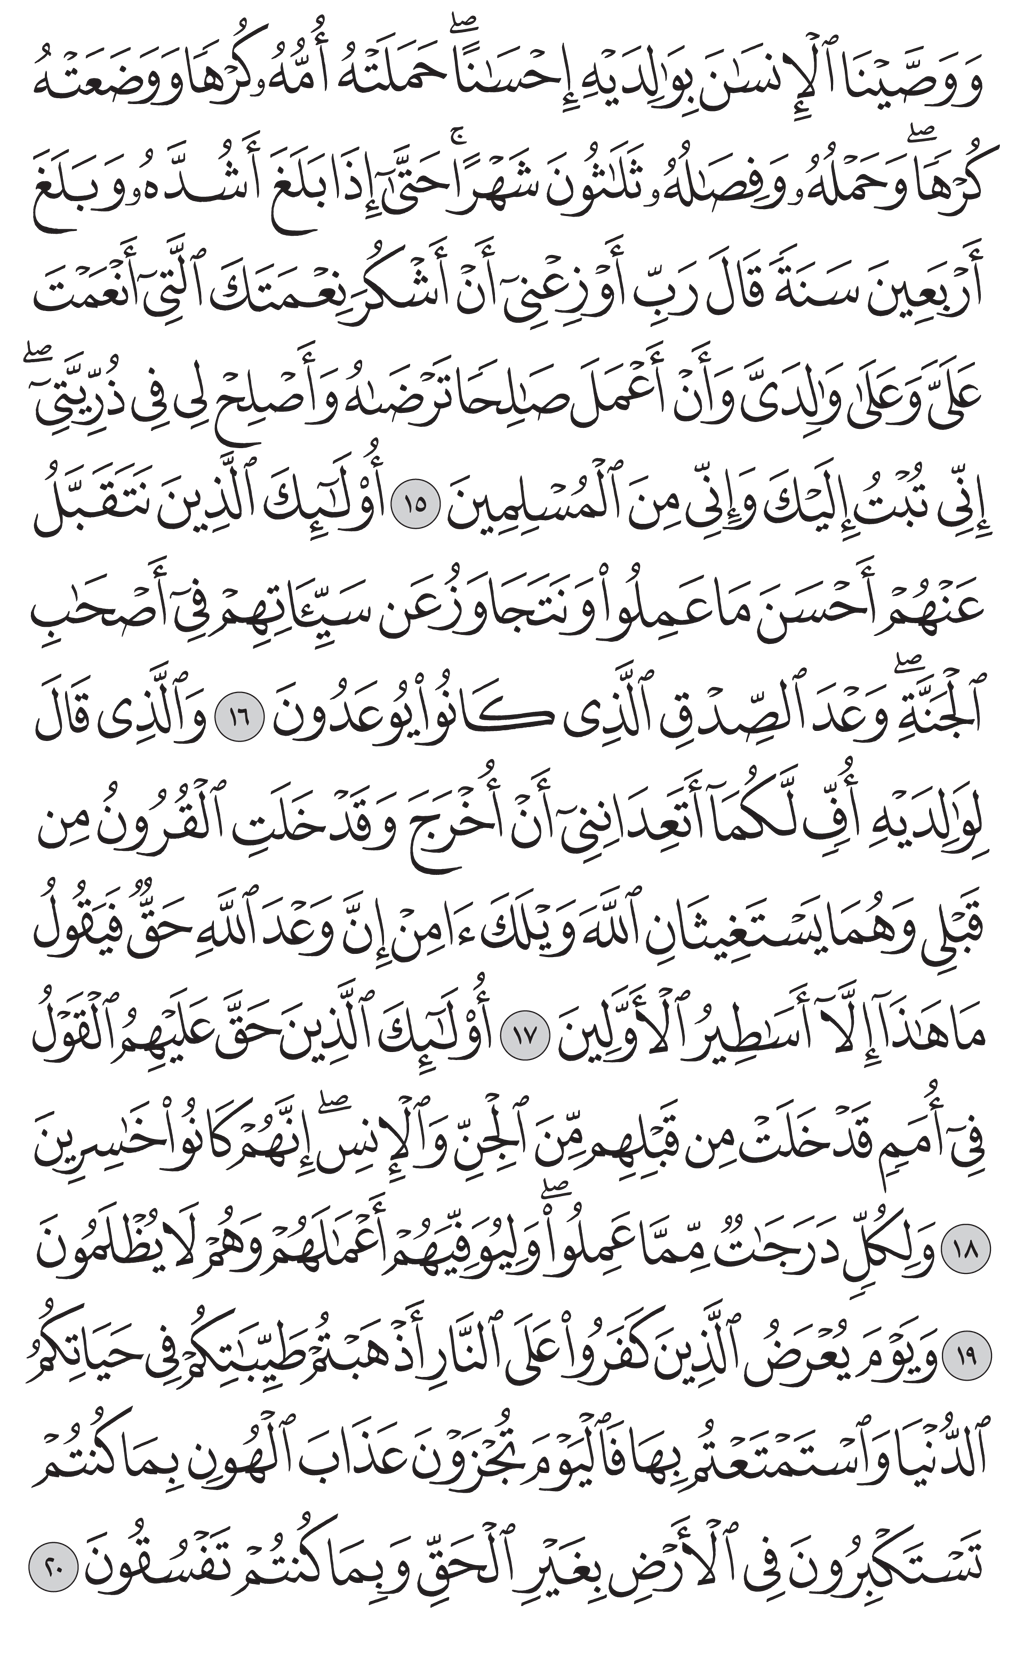 وَوَصَّيْنَا ٱلْإِنسَٰنَ بِوَٰلِدَيْهِ إِحْسَٰنًا ۖ حَمَلَتْهُ أُمُّهُۥ كُرْهًا وَوَضَعَتْهُ
كُرْهًا ۖ وَحَمْلُهُۥ وَفِصَٰلُهُۥ ثَلَٰثُونَ شَهْرًا ۚ حَتَّىٰٓ إِذَا بَلَغَ أَشُدَّهُۥ وَبَلَغَ
أَرْبَعِينَ سَنَةً قَالَ رَبِّ أَوْزِعْنِىٓ أَنْ أَشْكُرَ نِعْمَتَكَ ٱلَّتِىٓ أَنْعَمْتَ
عَلَىَّ وَعَلَىٰ وَٰلِدَىَّ وَأَنْ أَعْمَلَ صَٰلِحًا تَرْضَىٰهُ وَأَصْلِحْ لِى فِى ذُرِّيَّتِىٓ ۖ
إِنِّى تُبْتُ إِلَيْكَ وَإِنِّى مِنَ ٱلْمُسْلِمِينَ ١٥ أُو۟لَٰٓئِكَ ٱلَّذِينَ نَتَقَبَّلُ
عَنْهُمْ أَحْسَنَ مَا عَمِلُوا۟ وَنَتَجَاوَزُ عَن سَيِّـَٔاتِهِمْ فِىٓ أَصْحَٰبِ
ٱلْجَنَّةِ ۖ وَعْدَ ٱلصِّدْقِ ٱلَّذِى كَانُوا۟ يُوعَدُونَ ١٦ وَٱلَّذِى قَالَ
لِوَٰلِدَيْهِ أُفٍّ لَّكُمَآ أَتَعِدَانِنِىٓ أَنْ أُخْرَجَ وَقَدْ خَلَتِ ٱلْقُرُونُ مِن
قَبْلِى وَهُمَا يَسْتَغِيثَانِ ٱللَّهَ وَيْلَكَ ءَامِنْ إِنَّ وَعْدَ ٱللَّهِ حَقٌّ فَيَقُولُ
مَا هَٰذَآ إِلَّآ أَسَٰطِيرُ ٱلْأَوَّلِينَ ١٧ أُو۟لَٰٓئِكَ ٱلَّذِينَ حَقَّ عَلَيْهِمُ ٱلْقَوْلُ
فِىٓ أُمَمٍ قَدْ خَلَتْ مِن قَبْلِهِم مِّنَ ٱلْجِنِّ وَٱلْإِنسِ ۖ إِنَّهُمْ كَانُوا۟ خَٰسِرِينَ
١٨ وَلِكُلٍّ دَرَجَٰتٌ مِّمَّا عَمِلُوا۟ ۖ وَلِيُوَفِّيَهُمْ أَعْمَٰلَهُمْ وَهُمْ لَا يُظْلَمُونَ
١٩ وَيَوْمَ يُعْرَضُ ٱلَّذِينَ كَفَرُوا۟ عَلَى ٱلنَّارِ أَذْهَبْتُمْ طَيِّبَٰتِكُمْ فِى حَيَاتِكُمُ
ٱلدُّنْيَا وَٱسْتَمْتَعْتُم بِهَا فَٱلْيَوْمَ تُجْزَوْنَ عَذَابَ ٱلْهُونِ بِمَا كُنتُمْ
تَسْتَكْبِرُونَ فِى ٱلْأَرْضِ بِغَيْرِ ٱلْحَقِّ وَبِمَا كُنتُمْ تَفْسُقُونَ ٢٠